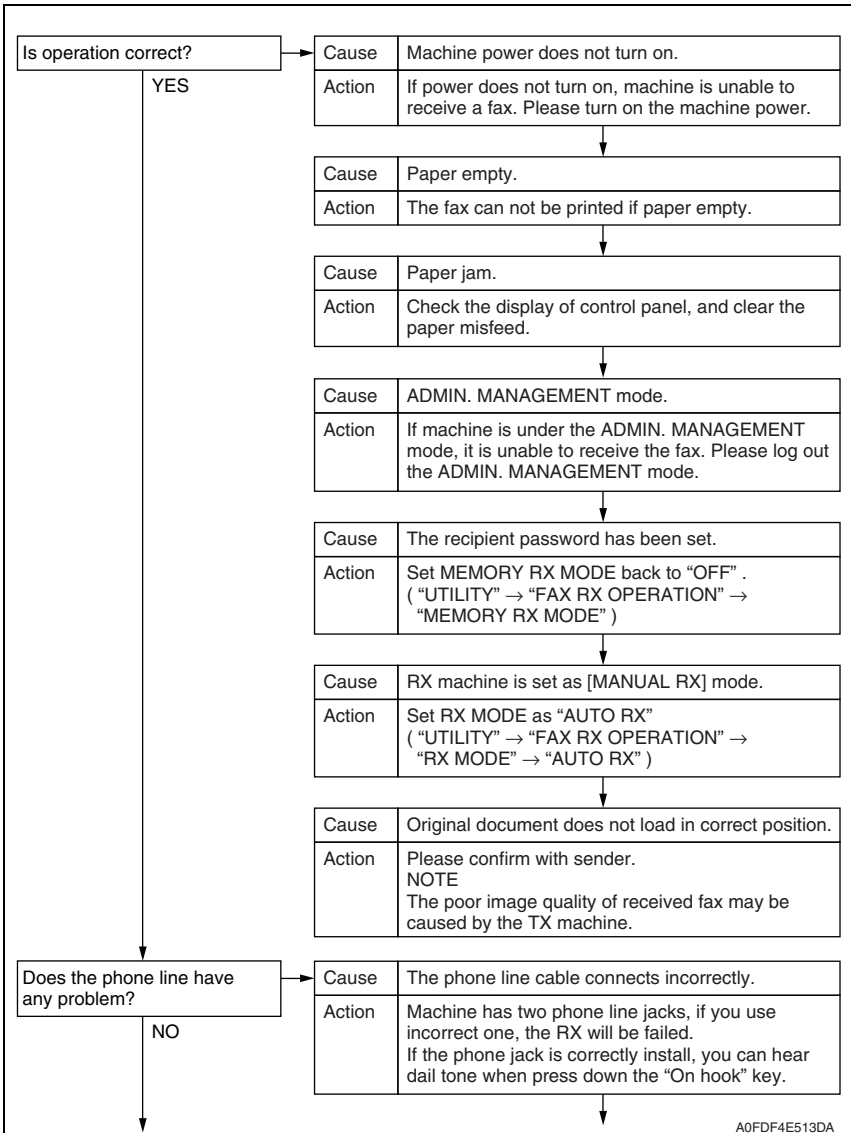 Is operation correct?
YES
Cause Machine power does not turn on.
Action If power does not turn on, machine is unable to
receive a fax. Please turn on the machine power.
Cause Paper empty.
Action The fax can not be printed if paper empty.
Cause Paper jam.
Action Check the display of control panel, and clear the
paper misfeed.
Cause ADMIN. MANAGEMENT mode.
Action If machine is under the ADMIN. MANAGEMENT
mode, it is unable to receive the fax. Please log out
the ADMIN. MANAGEMENT mode.
Cause The recipient password has been set.
Action Set MEMORY RX MODE back to “OFF” .
( “UTILITY” → “FAX RX OPERATION” →
“MEMORY RX MODE” )
Cause RX machine is set as [MANUAL RX] mode.
Action Set RX MODE as “AUTO RX”
( “UTILITY” → “FAX RX OPERATION” →
“RX MODE” → “AUTO RX” )
Cause Original document does not load in correct position.
Action Please confirm with sender.
NOTE
The poor image quality of received fax may be
caused by the TX machine.
Does the phone line have
any problem?
NO
Cause The phone line cable connects incorrectly.
Action Machine has two phone line jacks, if you use
incorrect one, the RX will be failed.
If the phone jack is correctly install, you can hear
dail tone when press down the “On hook” key.
A0FDF4E513DA